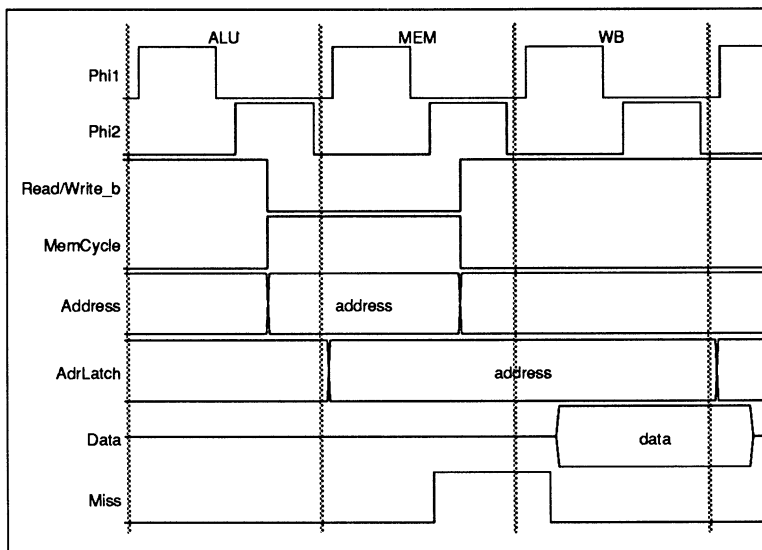 ALU MEM WB
Phi1
Phi2
Read/Write_b
MemCycle
Address address
AdrLatch address
Data data
Miss